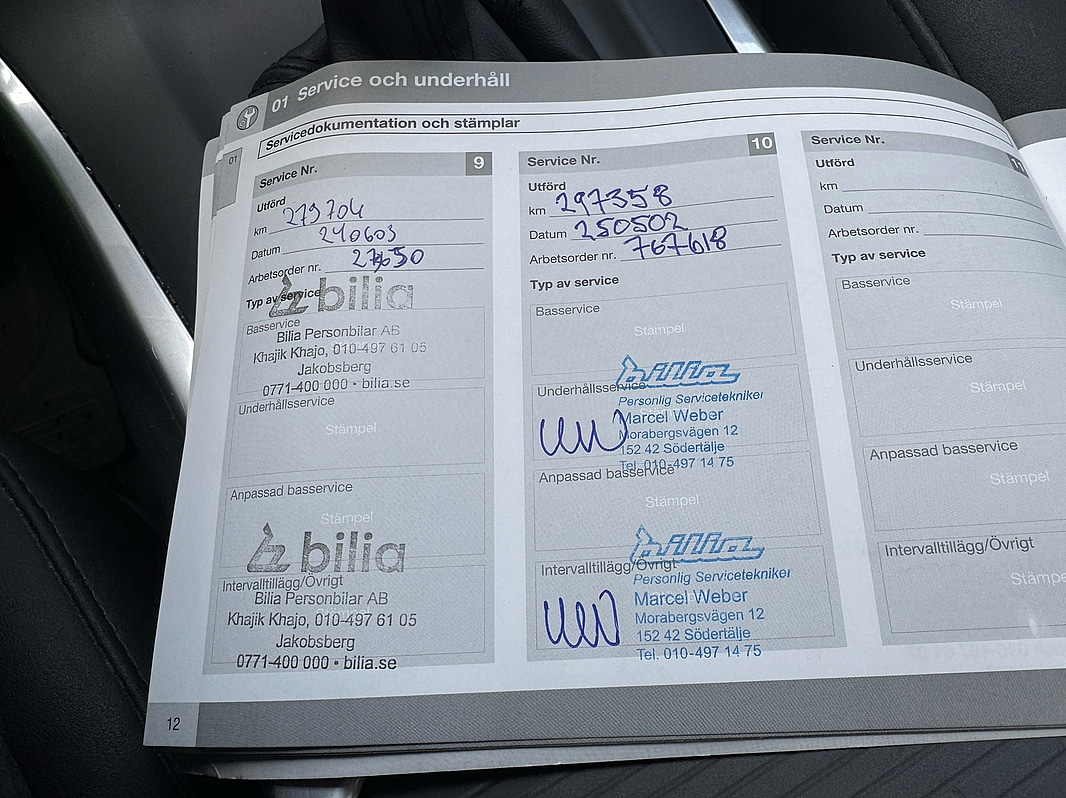 01 Service och underhåll
Servicedokumentation och stämplar
01
Service Nr. 9
Utförd
km 279704
Datum 240603
Arbetsorder nr.
Typ av service
bilia
Basservice
Bilia Personbilar AB
Khajik Khajo, 010-497 61 05
Jakobsberg
0771-400 000 • bilia.se
Underhållsservice
Stämpel
Anpassad basservice
Stämpel
bilia
Intervalltillägg/Övrigt
Bilia Personbilar AB
Khajik Khajo, 010-497 61 05
Jakobsberg
0771-400 000 • bilia.se
Service Nr. 10
Utförd
km 297358
Datum 250502
Arbetsorder nr. 767618
Typ av service
Basservice
Stämpel
bilia
Underhållsservice
Personlig Servicetekniker
Marcel Weber
Morabergsvägen 12
152 42 Södertälje
Tel. 010-497 14 75
Anpassad basservice
Stämpel
bilia
Intervalltillägg/Övrigt
Personlig Servicetekniker
Marcel Weber
Morabergsvägen 12
152 42 Södertälje
Tel. 010-497 14 75
Service Nr. 11
Utförd
km
Datum
Arbetsorder nr.
Typ av service
Basservice
Stämpel
Underhållsservice
Stämpel
Anpassad basservice
Stämpel
Intervalltillägg/Övrigt
Stämpel
12